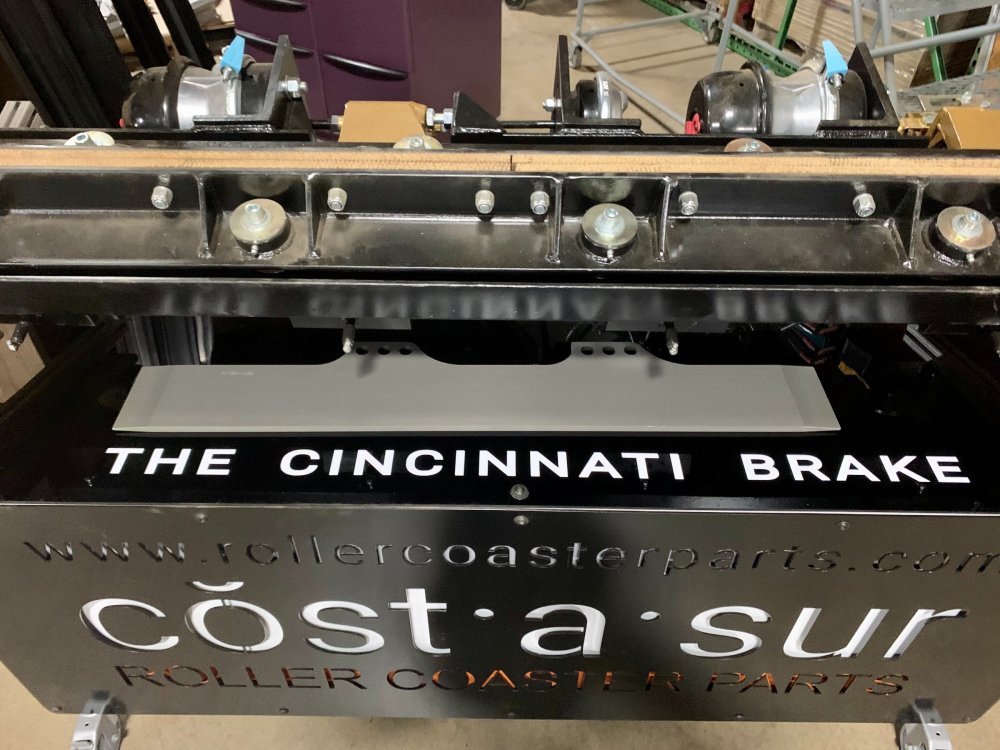 THE CINCINNATI BRAKE
www.rollercoasterparts.com
cŏst·a·sur
ROLLER COASTER PARTS